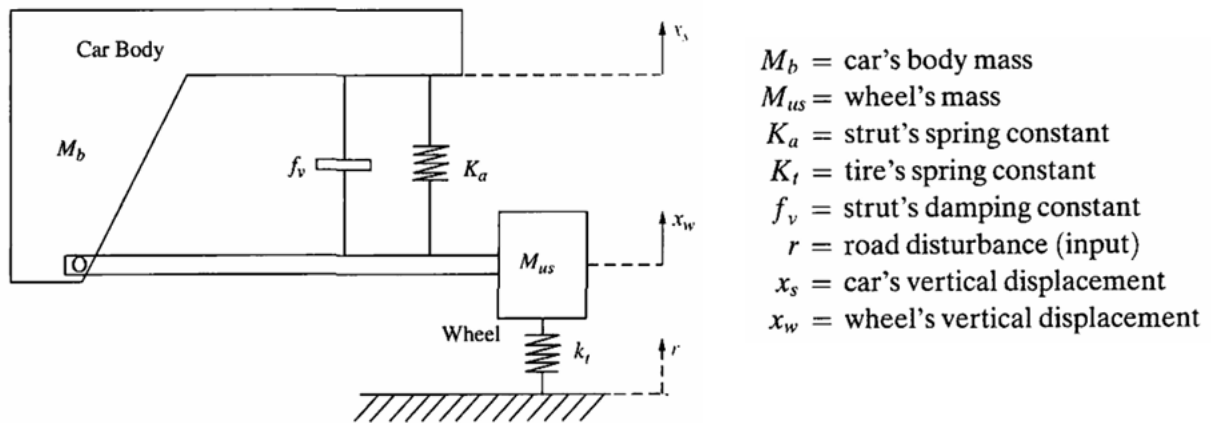 Car Body
x_s
M_b
f_v
K_a
x_w
M_us
Wheel
k_t
r
M_b = car's body mass
M_us = wheel's mass
K_a = strut's spring constant
K_t = tire's spring constant
f_v = strut's damping constant
r = road disturbance (input)
x_s = car's vertical displacement
x_w = wheel's vertical displacement